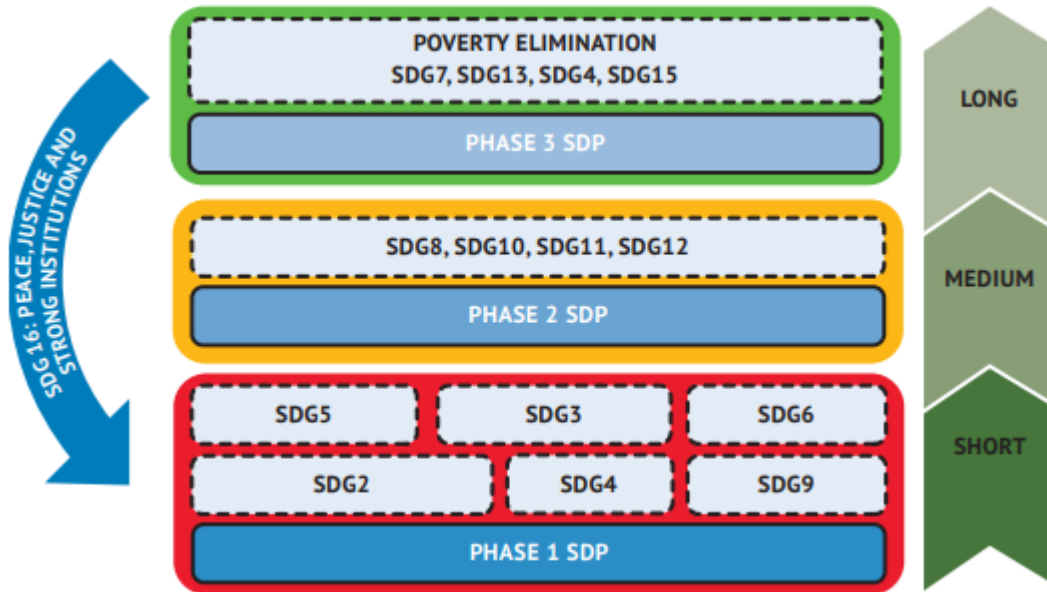 POVERTY ELIMINATION
SDG7, SDG13, SDG4, SDG15
PHASE 3 SDP
LONG
SDG 16: PEACE, JUSTICE AND
STRONG INSTITUTIONS
SDG8, SDG10, SDG11, SDG12
PHASE 2 SDP
MEDIUM
SDG5
SDG3
SDG6
SDG2
SDG4
SDG9
SHORT
PHASE 1 SDP